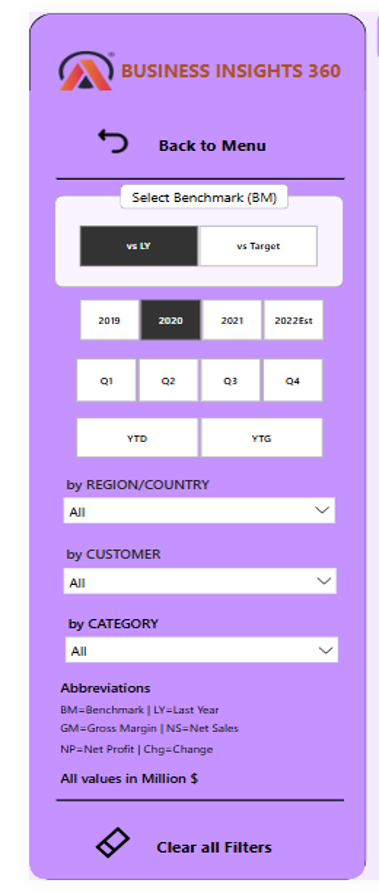 BUSINESS INSIGHTS 360
Back to Menu
Select Benchmark (BM)
vs LY vs Target
2019 2020 2021 2022Est
Q1 Q2 Q3 Q4
YTD YTG
by REGION/COUNTRY
All
by CUSTOMER
All
by CATEGORY
All
Abbreviations
BM=Benchmark | LY=Last Year
GM=Gross Margin | NS=Net Sales
NP=Net Profit | Chg=Change
All values in Million $
Clear all Filters